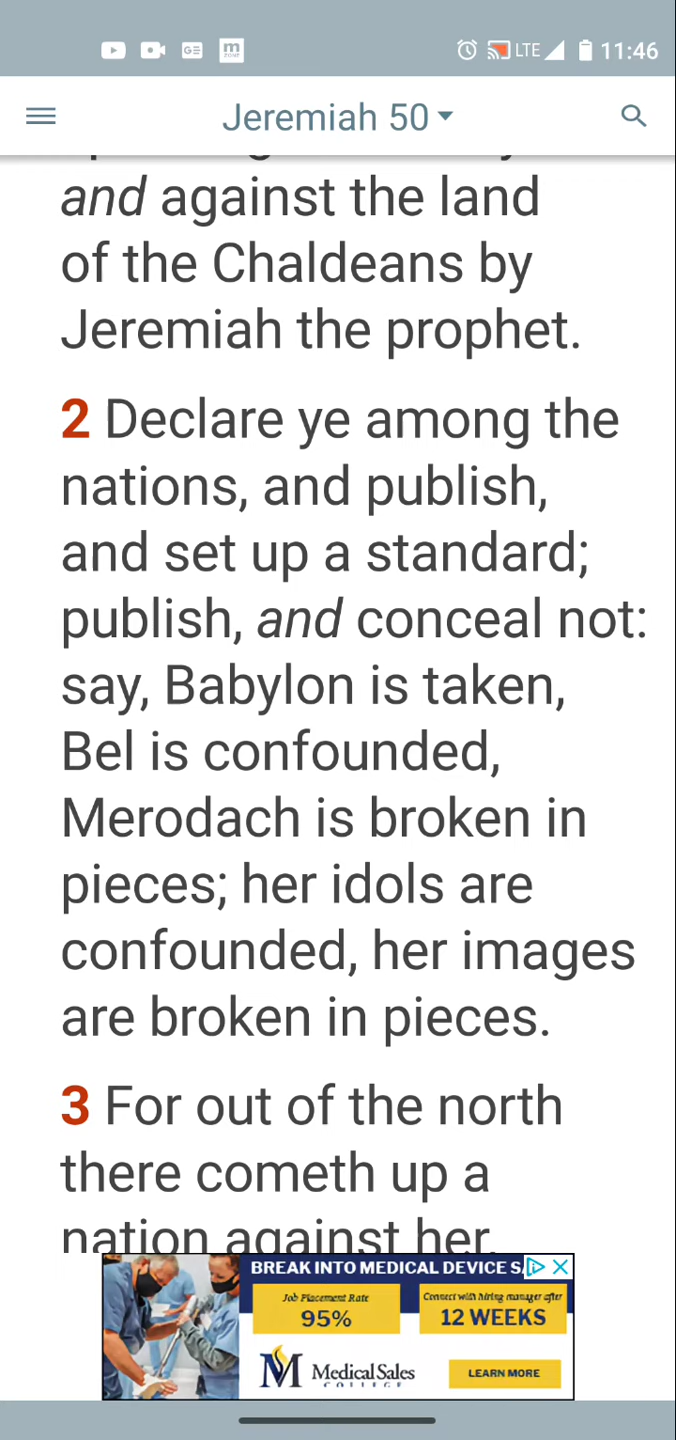 LTE 11:46
Jeremiah 50
and against the land
of the Chaldeans by
Jeremiah the prophet.
2 Declare ye among the
nations, and publish,
and set up a standard;
publish, and conceal not:
say, Babylon is taken,
Bel is confounded,
Merodach is broken in
pieces; her idols are
confounded, her images
are broken in pieces.
3 For out of the north
there cometh up a
nation against her,
BREAK INTO MEDICAL DEVICE
Job Placement Rate
95%
Connect with hiring manager after
12 WEEKS
Medical Sales
COLLEGE
LEARN MORE